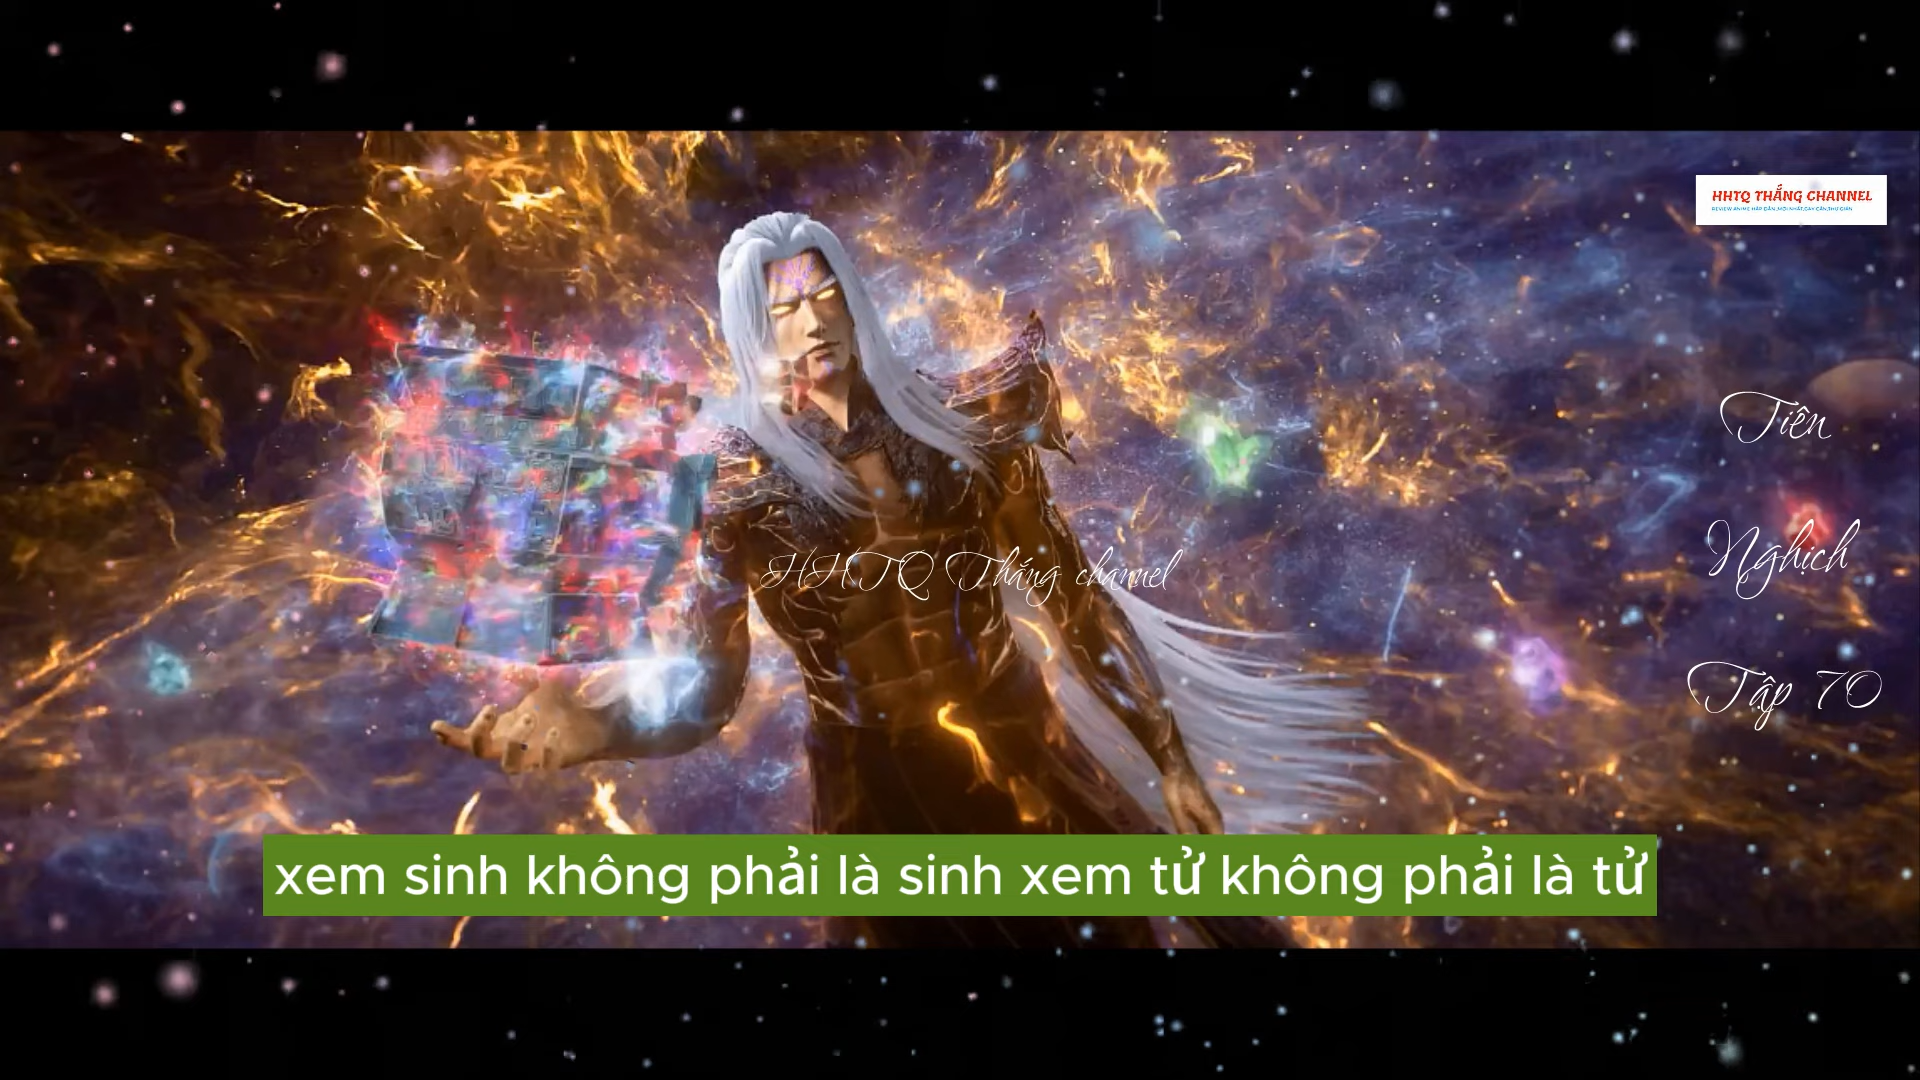 HHTQ THẮNG CHANNEL
Tiên
Nghịch
HHTQ Thắng channel
Tập 70
xem sinh không phải là sinh xem tử không phải là tử